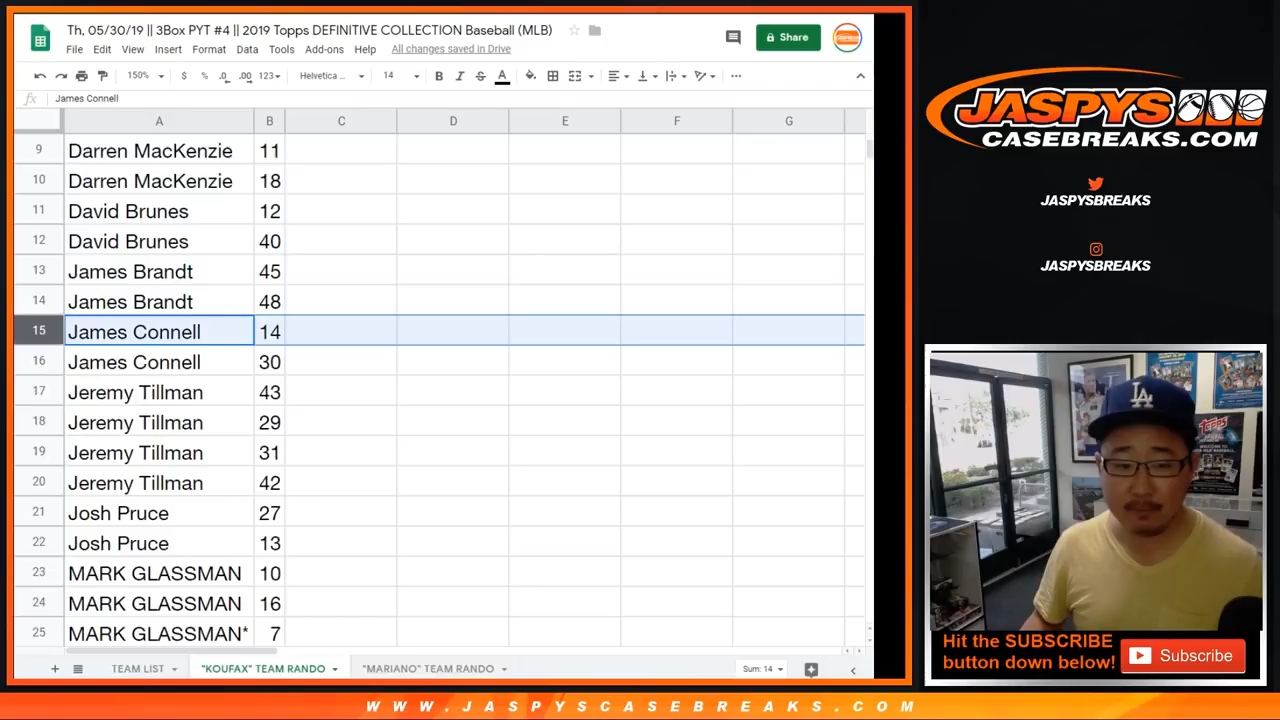 Th, 05/30/19 || 3Box PYT #4 || 2019 Topps DEFINITIVE COLLECTION Baseball (MLB)
File Edit View Insert Format Data Tools Add-ons Help All changes saved in Drive
Share
150% $ % .0 .00 123 Helvetica ... 14 B I S A
fx James Connell
A B C D E F G
9 Darren MacKenzie 11
10 Darren MacKenzie 18
11 David Brunes 12
12 David Brunes 40
13 James Brandt 45
14 James Brandt 48
15 James Connell 14
16 James Connell 30
17 Jeremy Tillman 43
18 Jeremy Tillman 29
19 Jeremy Tillman 31
20 Jeremy Tillman 42
21 Josh Pruce 27
22 Josh Pruce 13
23 MARK GLASSMAN 10
24 MARK GLASSMAN 16
25 MARK GLASSMAN* 7
TEAM LIST "KOUFAX" TEAM RANDO "MARIANO" TEAM RANDO Sum: 14
JASPYS
CASEBREAKS.COM
JASPYSBREAKS
JASPYSBREAKS
LA
TOPPS
Hit the SUBSCRIBE
button down below!
Subscribe
WWW.JASPYSCASEBREAKS.COM